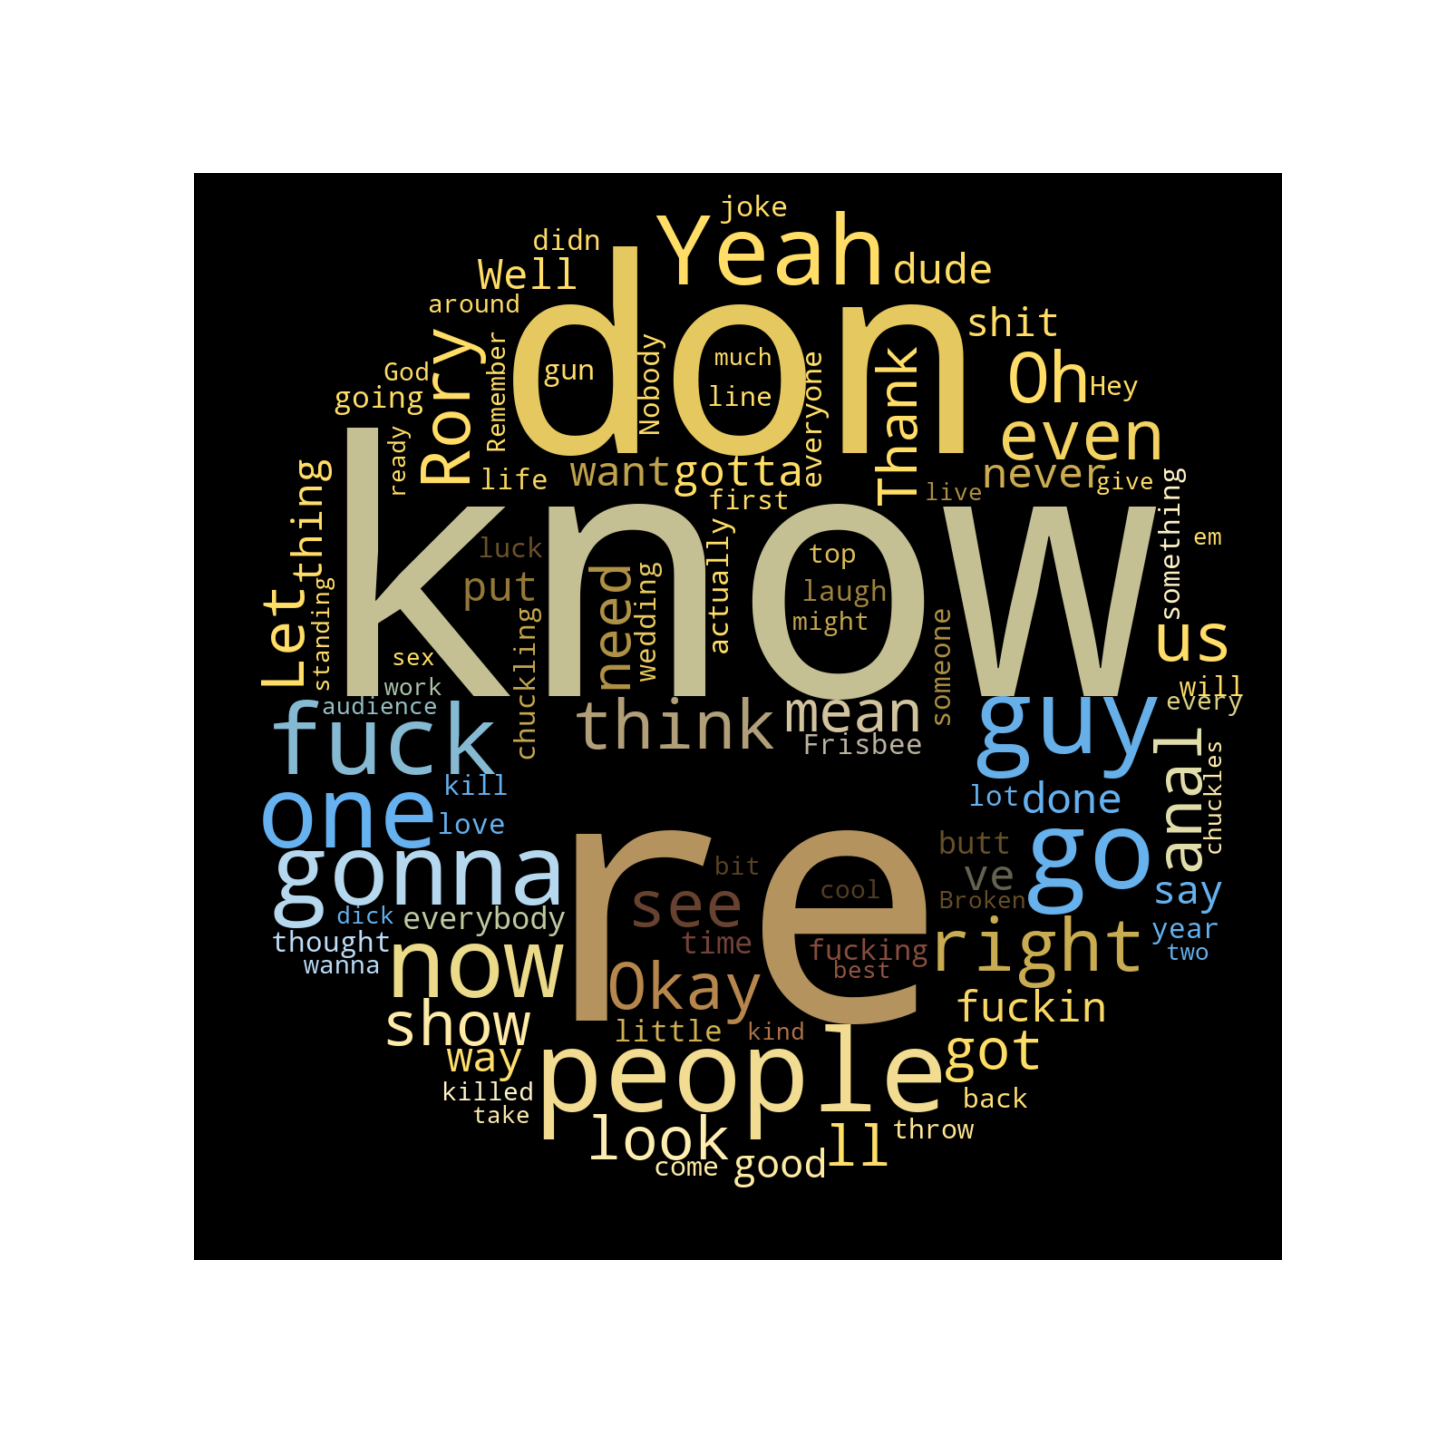 joke
Yeah
didn
Well
dude
don
around
shit
Rory
Remember
gun
Nobody
much
line
everyone
Thank
Oh
Hey
God
going
even
ready
life
want
gotta
first
never
live
give
something
know
Let
thing
standing
luck
put
chuckling
need
wedding
actually
top
laugh
might
someone
em
us
sex
work
audience
will
every
fuck
think
mean
Frisbee
guy
anal
chuckles
one
kill
love
lot
done
re
gonna
bit
see
time
cool
butt
ve
Broken
go
say
year
two
dick
everybody
thought
wanna
now
fucking
best
right
Okay
show
little
kind
fuckin
way
people
got
killed
take
back
look
come
good
ll
throw